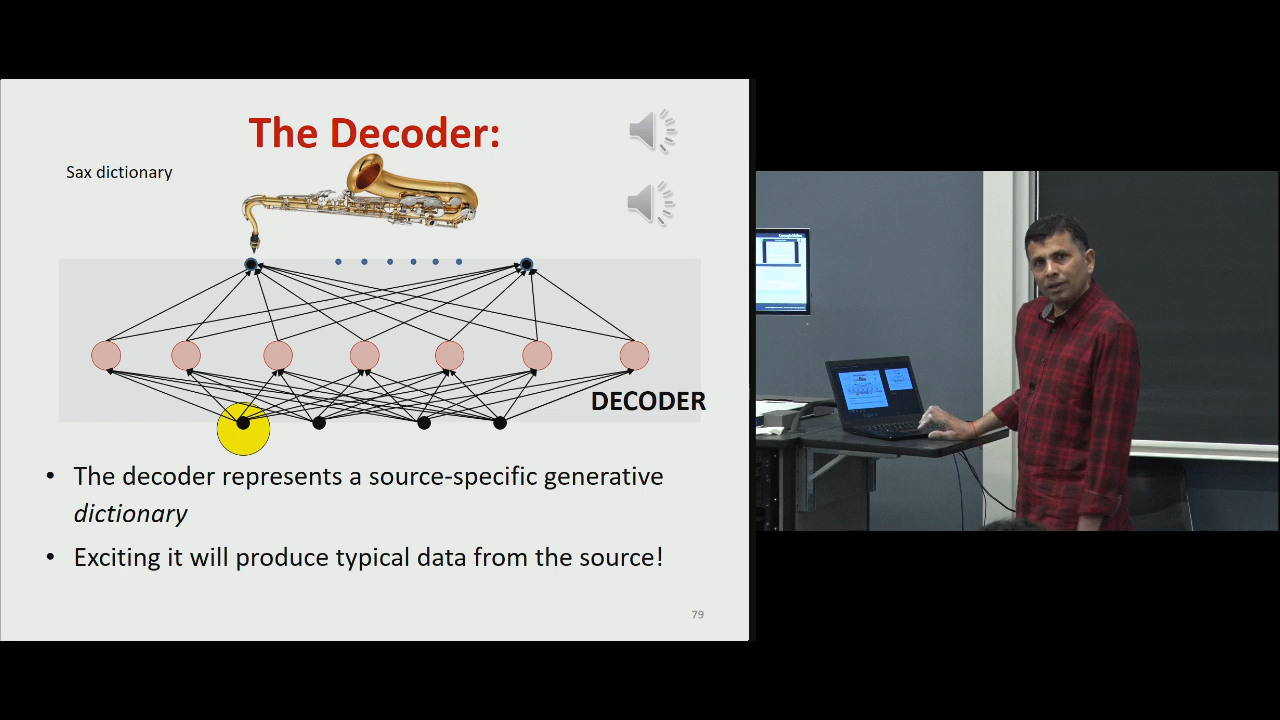 The Decoder:
Sax dictionary
DECODER
• The decoder represents a source-specific generative
dictionary
• Exciting it will produce typical data from the source!
79